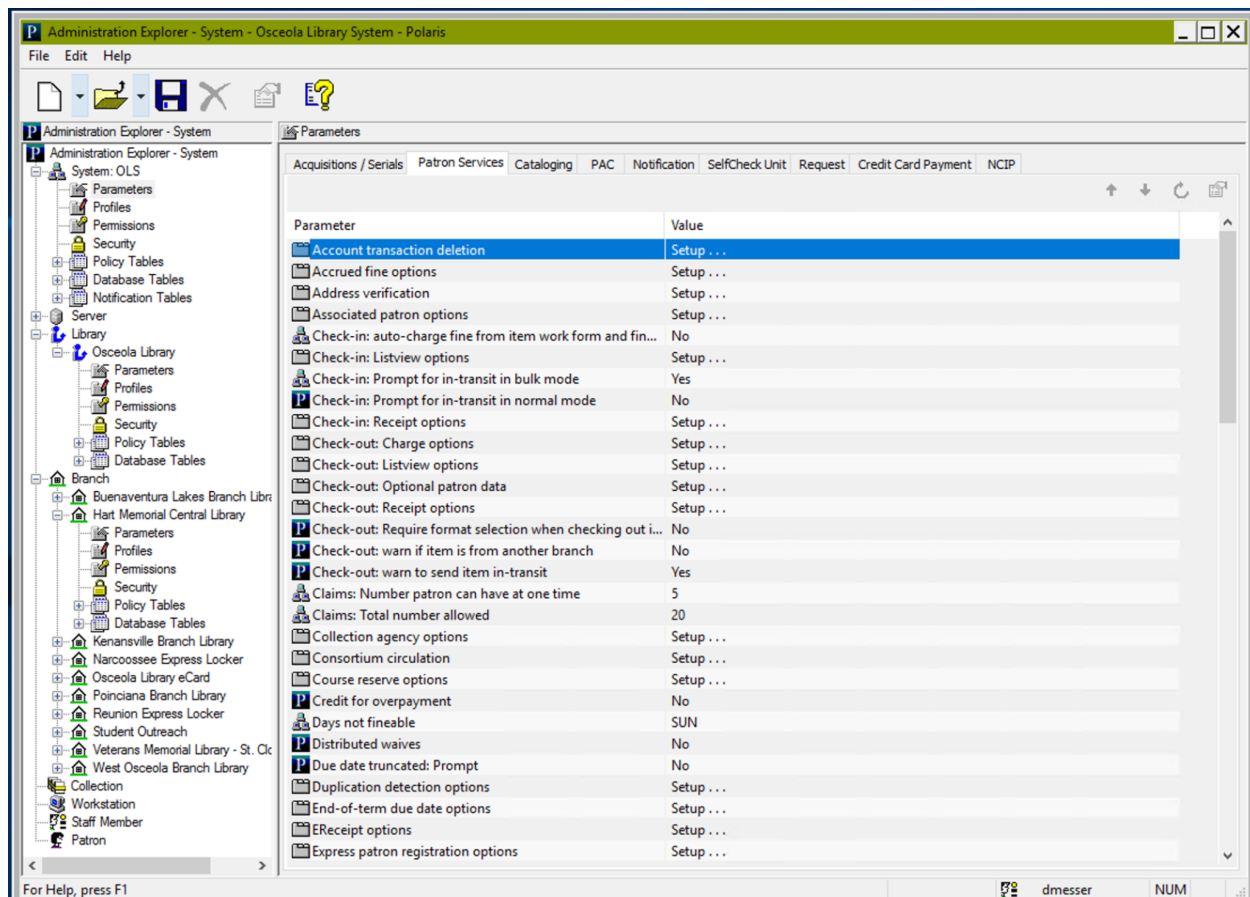 Administration Explorer - System - Osceola Library System - Polaris
File Edit Help
Administration Explorer - System
Administration Explorer - System
System: OLS
Parameters
Profiles
Permissions
Security
Policy Tables
Database Tables
Notification Tables
Server
Library
Osceola Library
Parameters
Profiles
Permissions
Security
Policy Tables
Database Tables
Branch
Buenaventura Lakes Branch Libra
Hart Memorial Central Library
Parameters
Profiles
Permissions
Security
Policy Tables
Database Tables
Kenansville Branch Library
Narcoossee Express Locker
Osceola Library eCard
Poinciana Branch Library
Reunion Express Locker
Student Outreach
Veterans Memorial Library - St. Clo
West Osceola Branch Library
Collection
Workstation
Staff Member
Patron
Parameters
Acquisitions / Serials Patron Services Cataloging PAC Notification SelfCheck Unit Request Credit Card Payment NCIP
Parameter Value
Account transaction deletion Setup . . .
Accrued fine options Setup . . .
Address verification Setup . . .
Associated patron options Setup . . .
Check-in: auto-charge fine from item work form and fin... No
Check-in: Listview options Setup . . .
Check-in: Prompt for in-transit in bulk mode Yes
Check-in: Prompt for in-transit in normal mode No
Check-in: Receipt options Setup . . .
Check-out: Charge options Setup . . .
Check-out: Listview options Setup . . .
Check-out: Optional patron data Setup . . .
Check-out: Receipt options Setup . . .
Check-out: Require format selection when checking out i... No
Check-out: warn if item is from another branch No
Check-out: warn to send item in-transit Yes
Claims: Number patron can have at one time 5
Claims: Total number allowed 20
Collection agency options Setup . . .
Consortium circulation Setup . . .
Course reserve options Setup . . .
Credit for overpayment No
Days not fineable SUN
Distributed waives No
Due date truncated: Prompt No
Duplication detection options Setup . . .
End-of-term due date options Setup . . .
EReceipt options Setup . . .
Express patron registration options Setup . . .
For Help, press F1 dmesser NUM